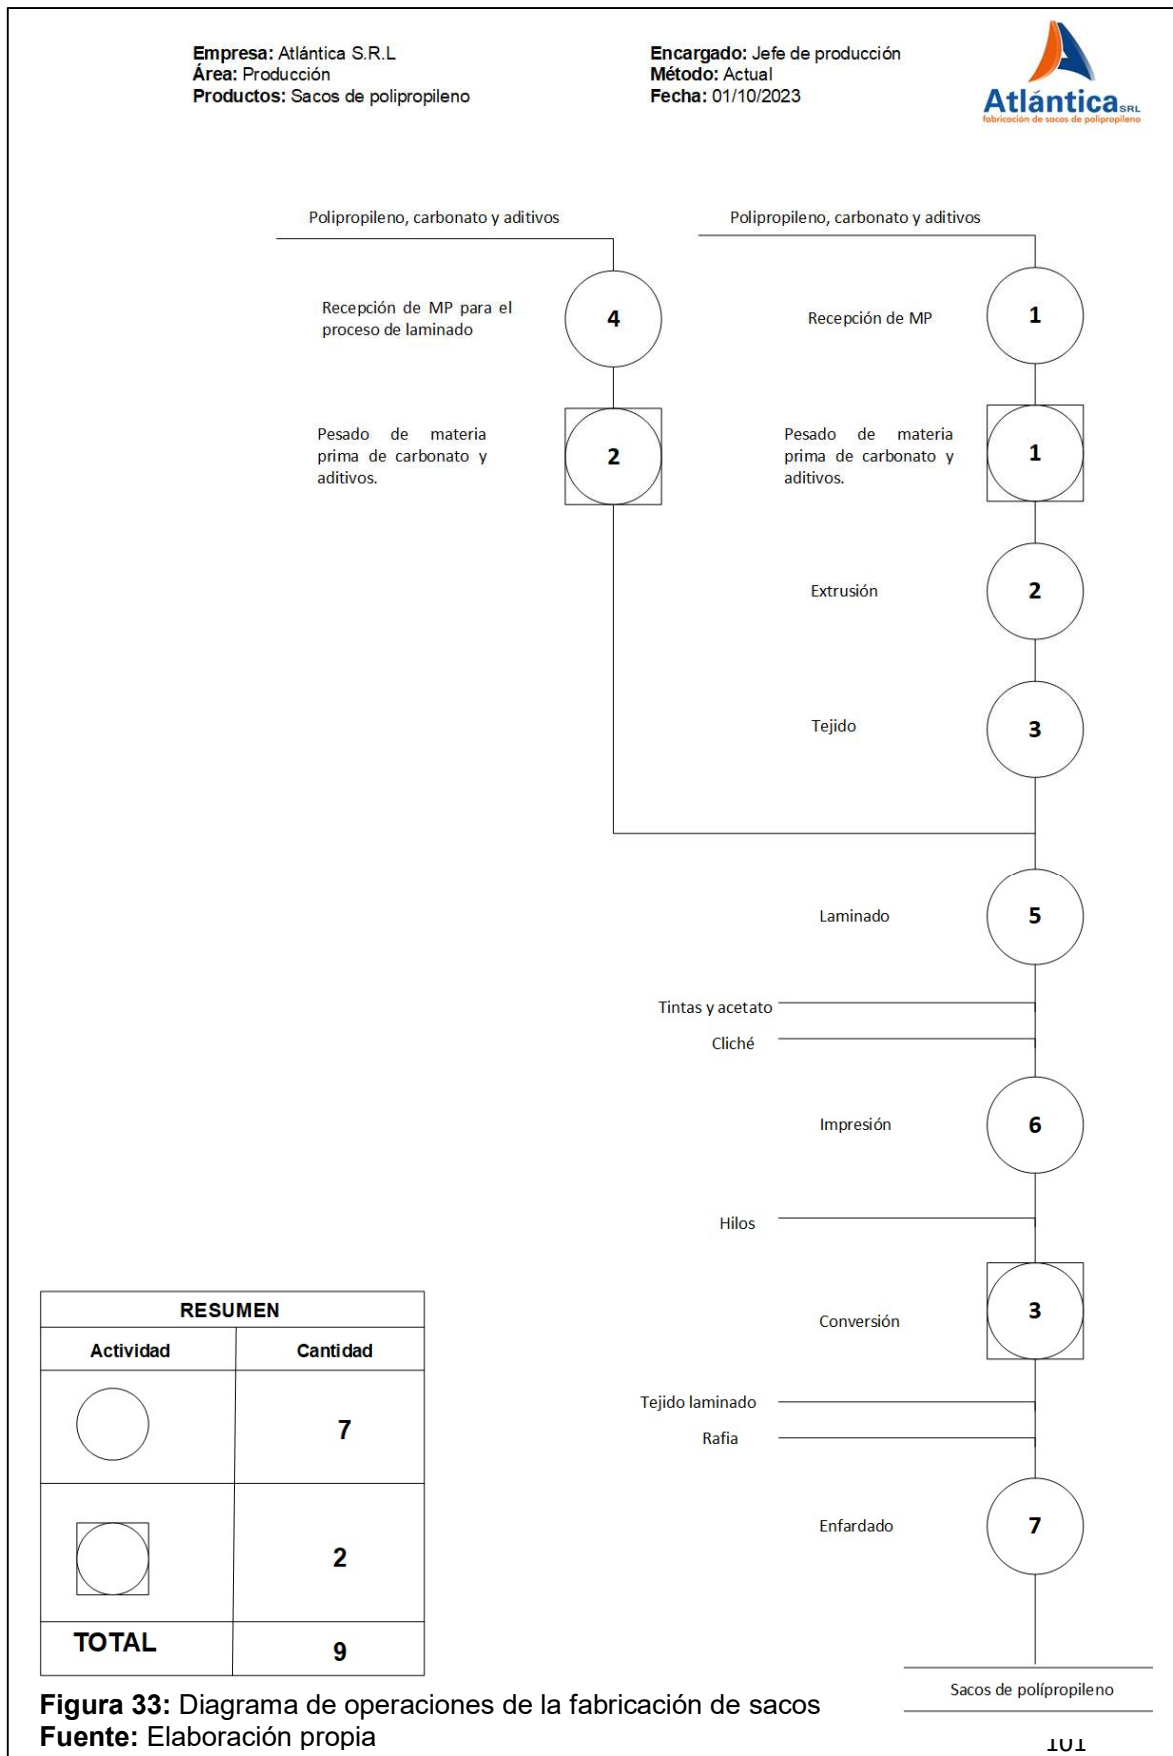 Empresa: Atlántica S.R.L
Área: Producción
Productos: Sacos de polipropileno
Encargado: Jefe de producción
Método: Actual
Fecha: 01/10/2023
Atlántica SRL
fabricación de sacos de polipropileno
Polipropileno, carbonato y aditivos
Polipropileno, carbonato y aditivos
Recepción de MP para el
proceso de laminado
4
Recepción de MP
1
Pesado de materia
prima de carbonato y
aditivos.
2
Pesado de materia
prima de carbonato y
aditivos.
1
Extrusión
2
Tejido
3
Laminado
5
Tintas y acetato
Cliché
Impresión
6
Hilos
Conversión
3
Tejido laminado
Rafia
Enfardado
7
Sacos de polípropileno
RESUMEN
Actividad Cantidad
7
2
TOTAL 9
Figura 33: Diagrama de operaciones de la fabricación de sacos
Fuente: Elaboración propia
101